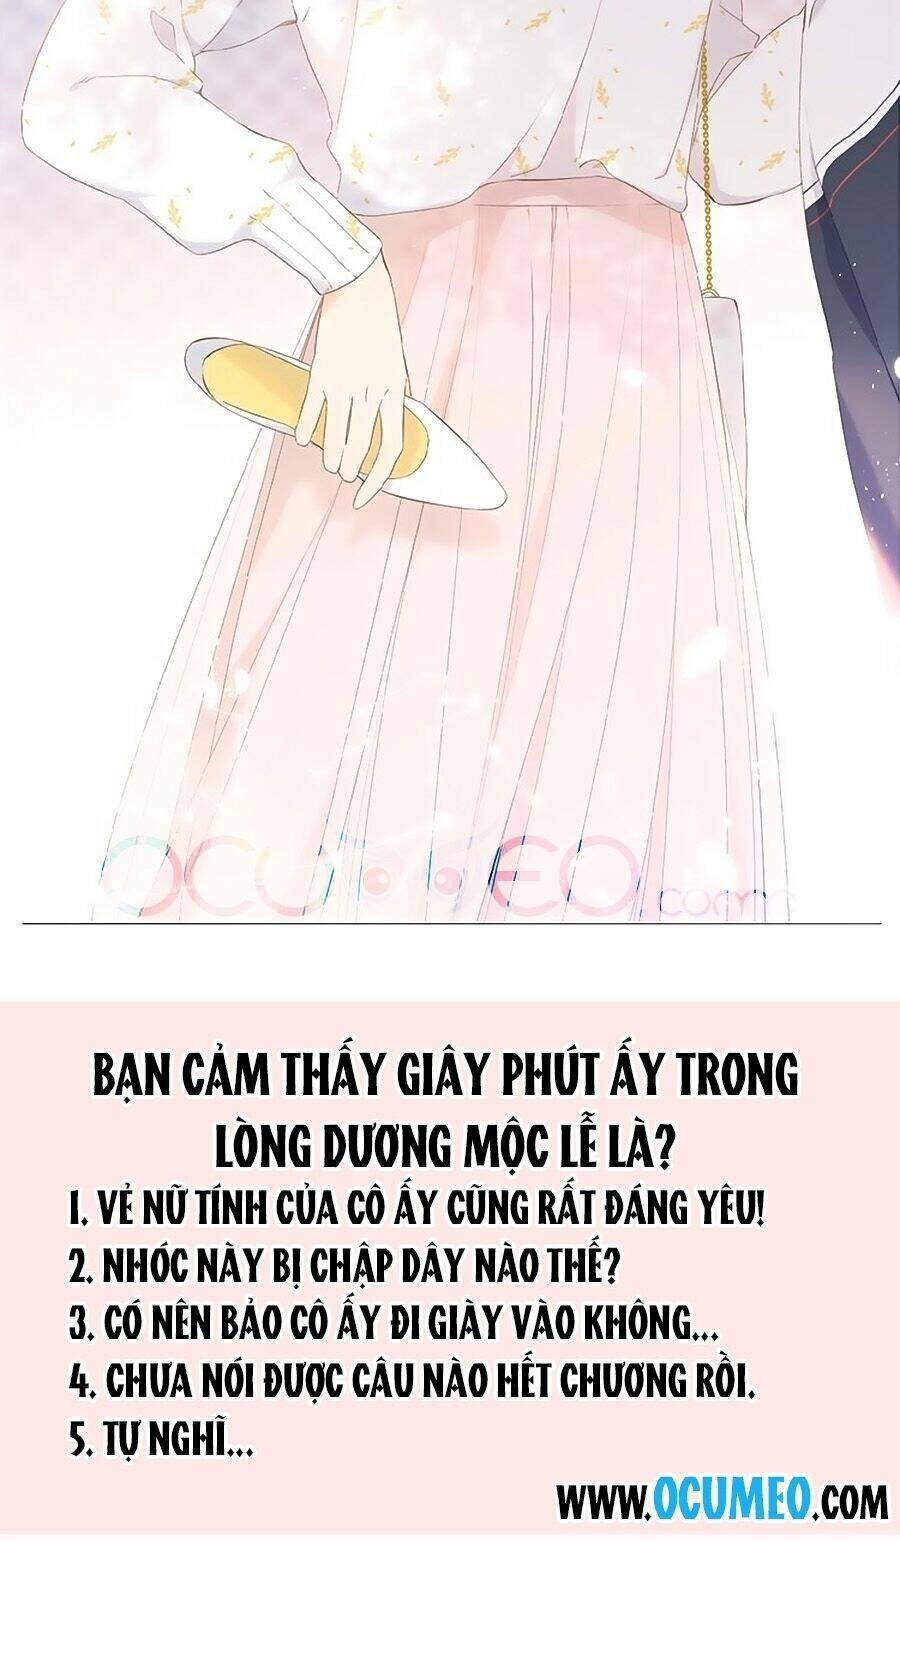 OCUMEO.com
BẠN CẢM THẤY GIÂY PHÚT ẤY TRONG
LÒNG DƯƠNG MỘC LỄ LÀ?
1. VẺ NỮ TÍNH CỦA CÔ ẤY CŨNG RẤT ĐÁNG YÊU!
2. NHÓC NÀY BỊ CHẬP DÂY NÀO THẾ?
3. CÓ NÊN BẢO CÔ ẤY ĐI GIÀY VÀO KHÔNG...
4. CHƯA NÓI ĐƯỢC CÂU NÀO HẾT CHƯƠNG RỒI.
5. TỰ NGHĨ...
WWW.OCUMEO.COM